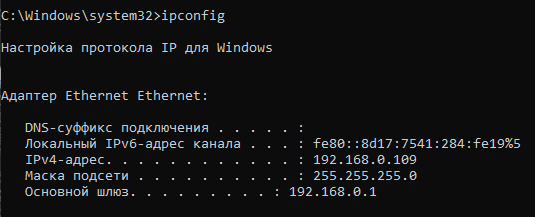 C:\Windows\system32>ipconfig
Настройка протокола IP для Windows
Адаптер Ethernet Ethernet:
DNS-суффикс подключения . . . . . :
Локальный IPv6-адрес канала . . . : fe80::8d17:7541:284:fe19%5
IPv4-адрес. . . . . . . . . . . . : 192.168.0.109
Маска подсети . . . . . . . . . . : 255.255.255.0
Основной шлюз. . . . . . . . . : 192.168.0.1